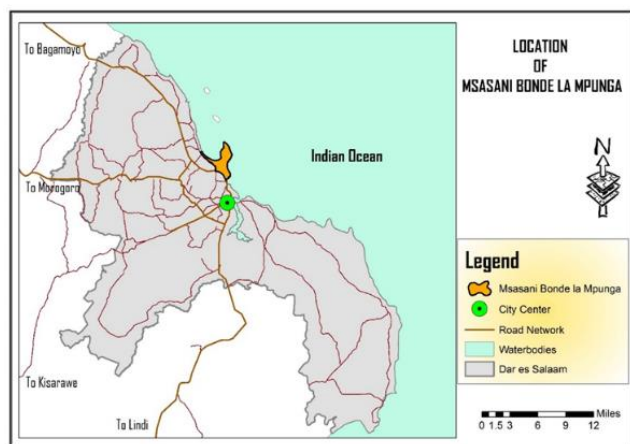 To Bagamoyo
LOCATION
OF
MSASANI BONDE LA MPUNGA
N
Indian Ocean
To Morogoro
Legend
Msasani Bonde la Mpunga
City Center
Road Network
Waterbodies
Dar es Salaam
To Kisarawe
To Lindi
Miles
0 1.5 3 6 9 12